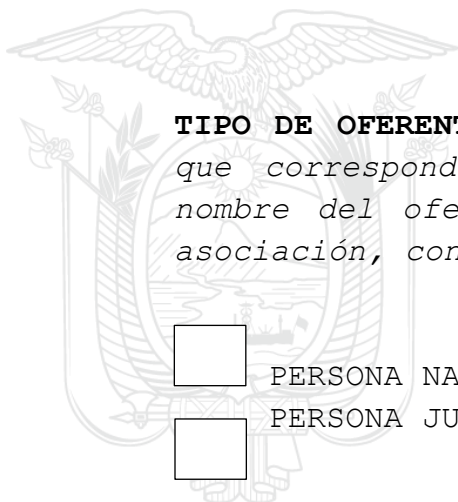 TIPO DE OFERENT
que correspond
nombre del ofe
asociación, con
PERSONA NA
PERSONA JU